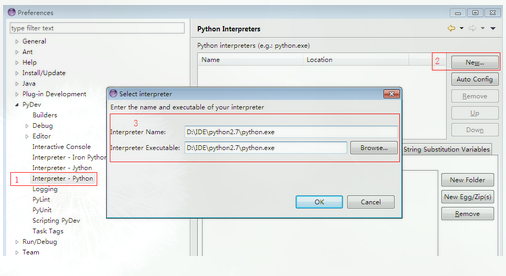 Preferences
type filter text
General
Ant
Help
Install/Update
Java
Plug-in Development
PyDev
Builders
Debug
Editor
Interactive Console
Interpreter - Iron Python
Interpreter - Jython
1
Interpreter - Python
Logging
PyLint
PyUnit
Scripting PyDev
Task Tags
Run/Debug
Team
Python Interpreters
Python interpreters (e.g.: python.exe)
Name Location
2
New...
Auto Config
Remove
Up
Down
Select interpreter
Enter the name and executable of your interpreter
3
Interpreter Name: D:\IDE\python2.7\python.exe
Interpreter Executable: D:\IDE\python2.7\python.exe Browse...
OK Cancel
String Substitution Variables
New Folder
New Egg/Zip(s)
Remove